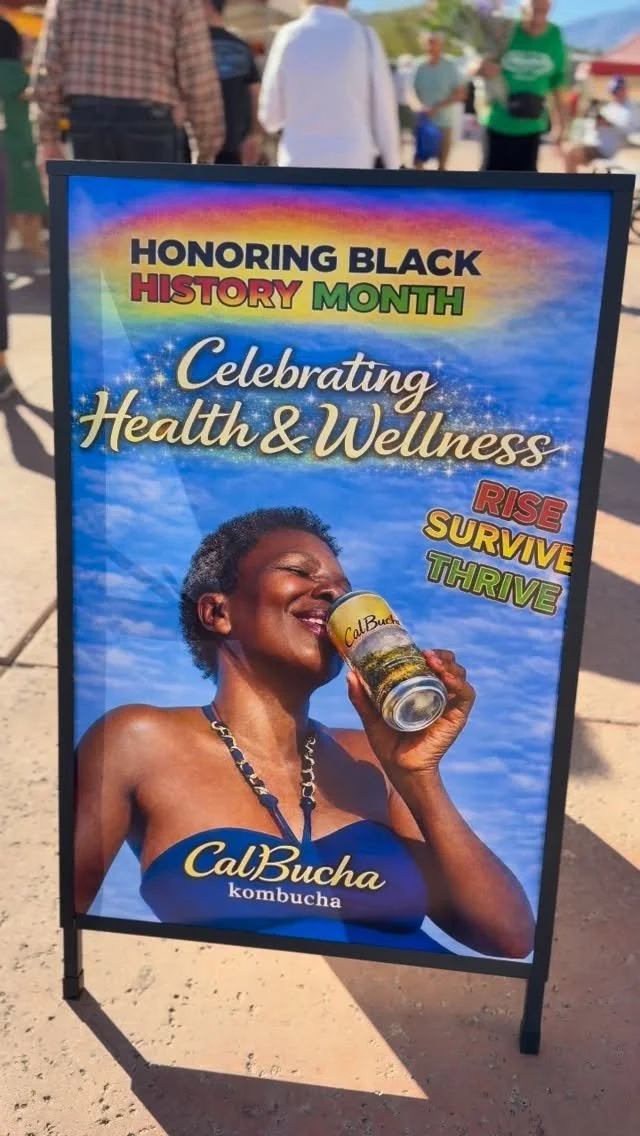 HONORING BLACK
HISTORY MONTH
Celebrating
Health & Wellness
RISE
SURVIVE
THRIVE
CalBucha
CalBucha
kombucha